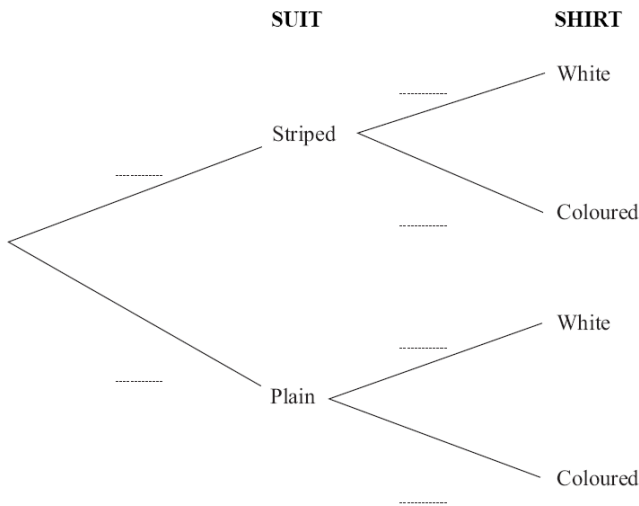 SUIT SHIRT
White
Striped
Coloured
White
Plain
Coloured